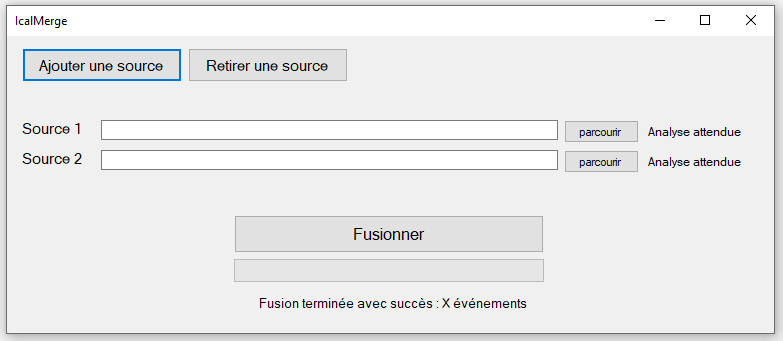 IcalMerge
Ajouter une source
Retirer une source
Source 1
parcourir
Analyse attendue
Source 2
parcourir
Analyse attendue
Fusionner
Fusion terminée avec succès : X événements